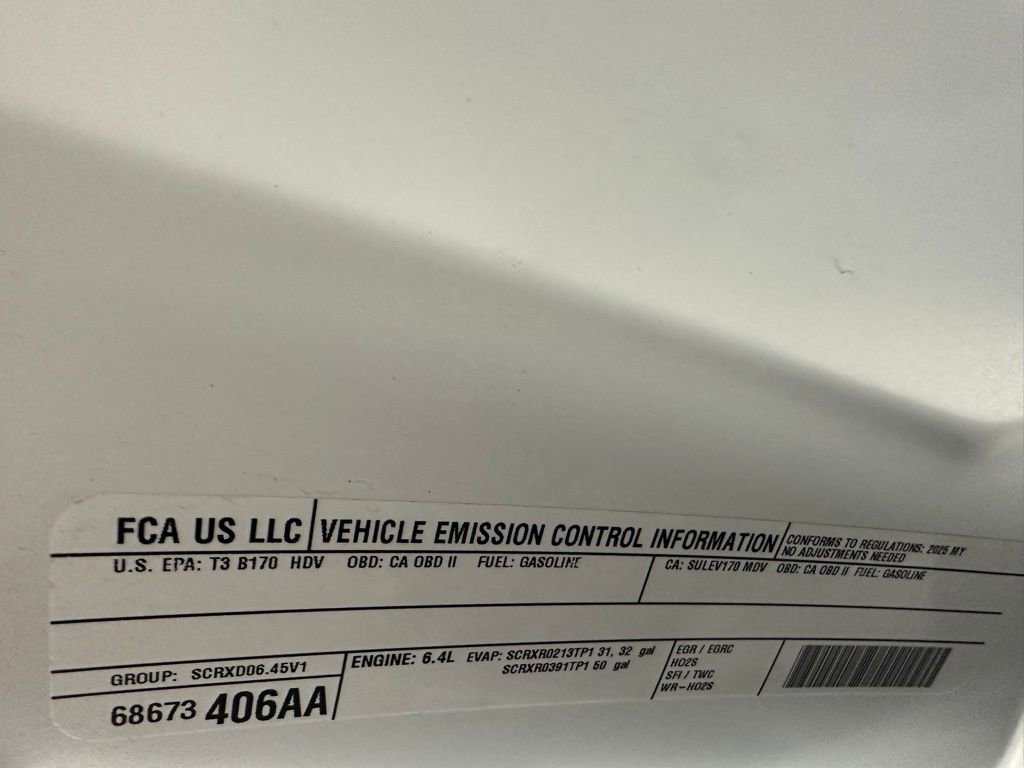 FCA US LLC VEHICLE EMISSION CONTROL INFORMATION
CONFORMS TO REGULATIONS: 2025 MY
NO ADJUSTMENTS NEEDED
U.S. EPA: T3 B170 HDV OBD: CA OBD II FUEL: GASOLINE
CA: SULEV170 MDV OBD: CA OBD II FUEL: GASOLINE
GROUP: SCRXD06.45V1
68673 406AA
ENGINE: 6.4L EVAP: SCRXR0213TP1 31, 32 gal
SCRXR0391TP1 50 gal
EGR / EGRC
HO2S
SFI / TWC
WR-HO2S